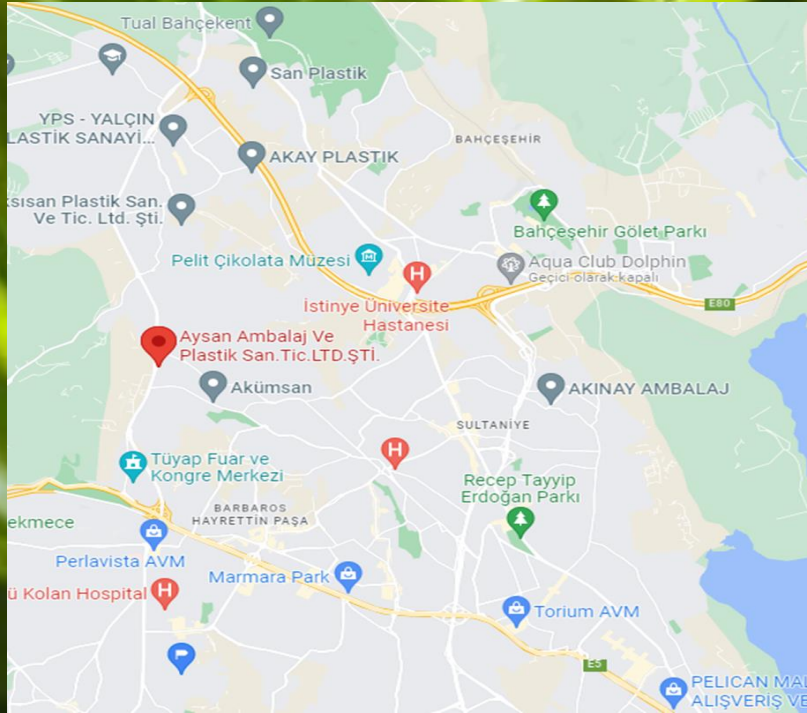 Tual Bahçekent
San Plastik
YPS - YALÇIN
LASTİK SANAYİ...
BAHÇEŞEHİR
AKAY PLASTIK
ksısan Plastik San.
Ve Tic. Ltd. Şti.
Bahçeşehir Gölet Parkı
Pelit Çikolata Müzesi
Aqua Club Dolphin
Geçici olarak kapalı
İstinye Üniversite
Hastanesi
E80
Aysan Ambalaj Ve
Plastik San.Tic.LTD.ŞTİ.
Akümsan
AKINAY AMBALAJ
SULTANİYE
Tüyap Fuar ve
Kongre Merkezi
Recep Tayyip
Erdoğan Parkı
BARBAROS
HAYRETTİN PAŞA
ekmece
Perlavista AVM
Marmara Park
ü Kolan Hospital
Torium AVM
E5
PELICAN MAL
ALIŞVERİŞ VE